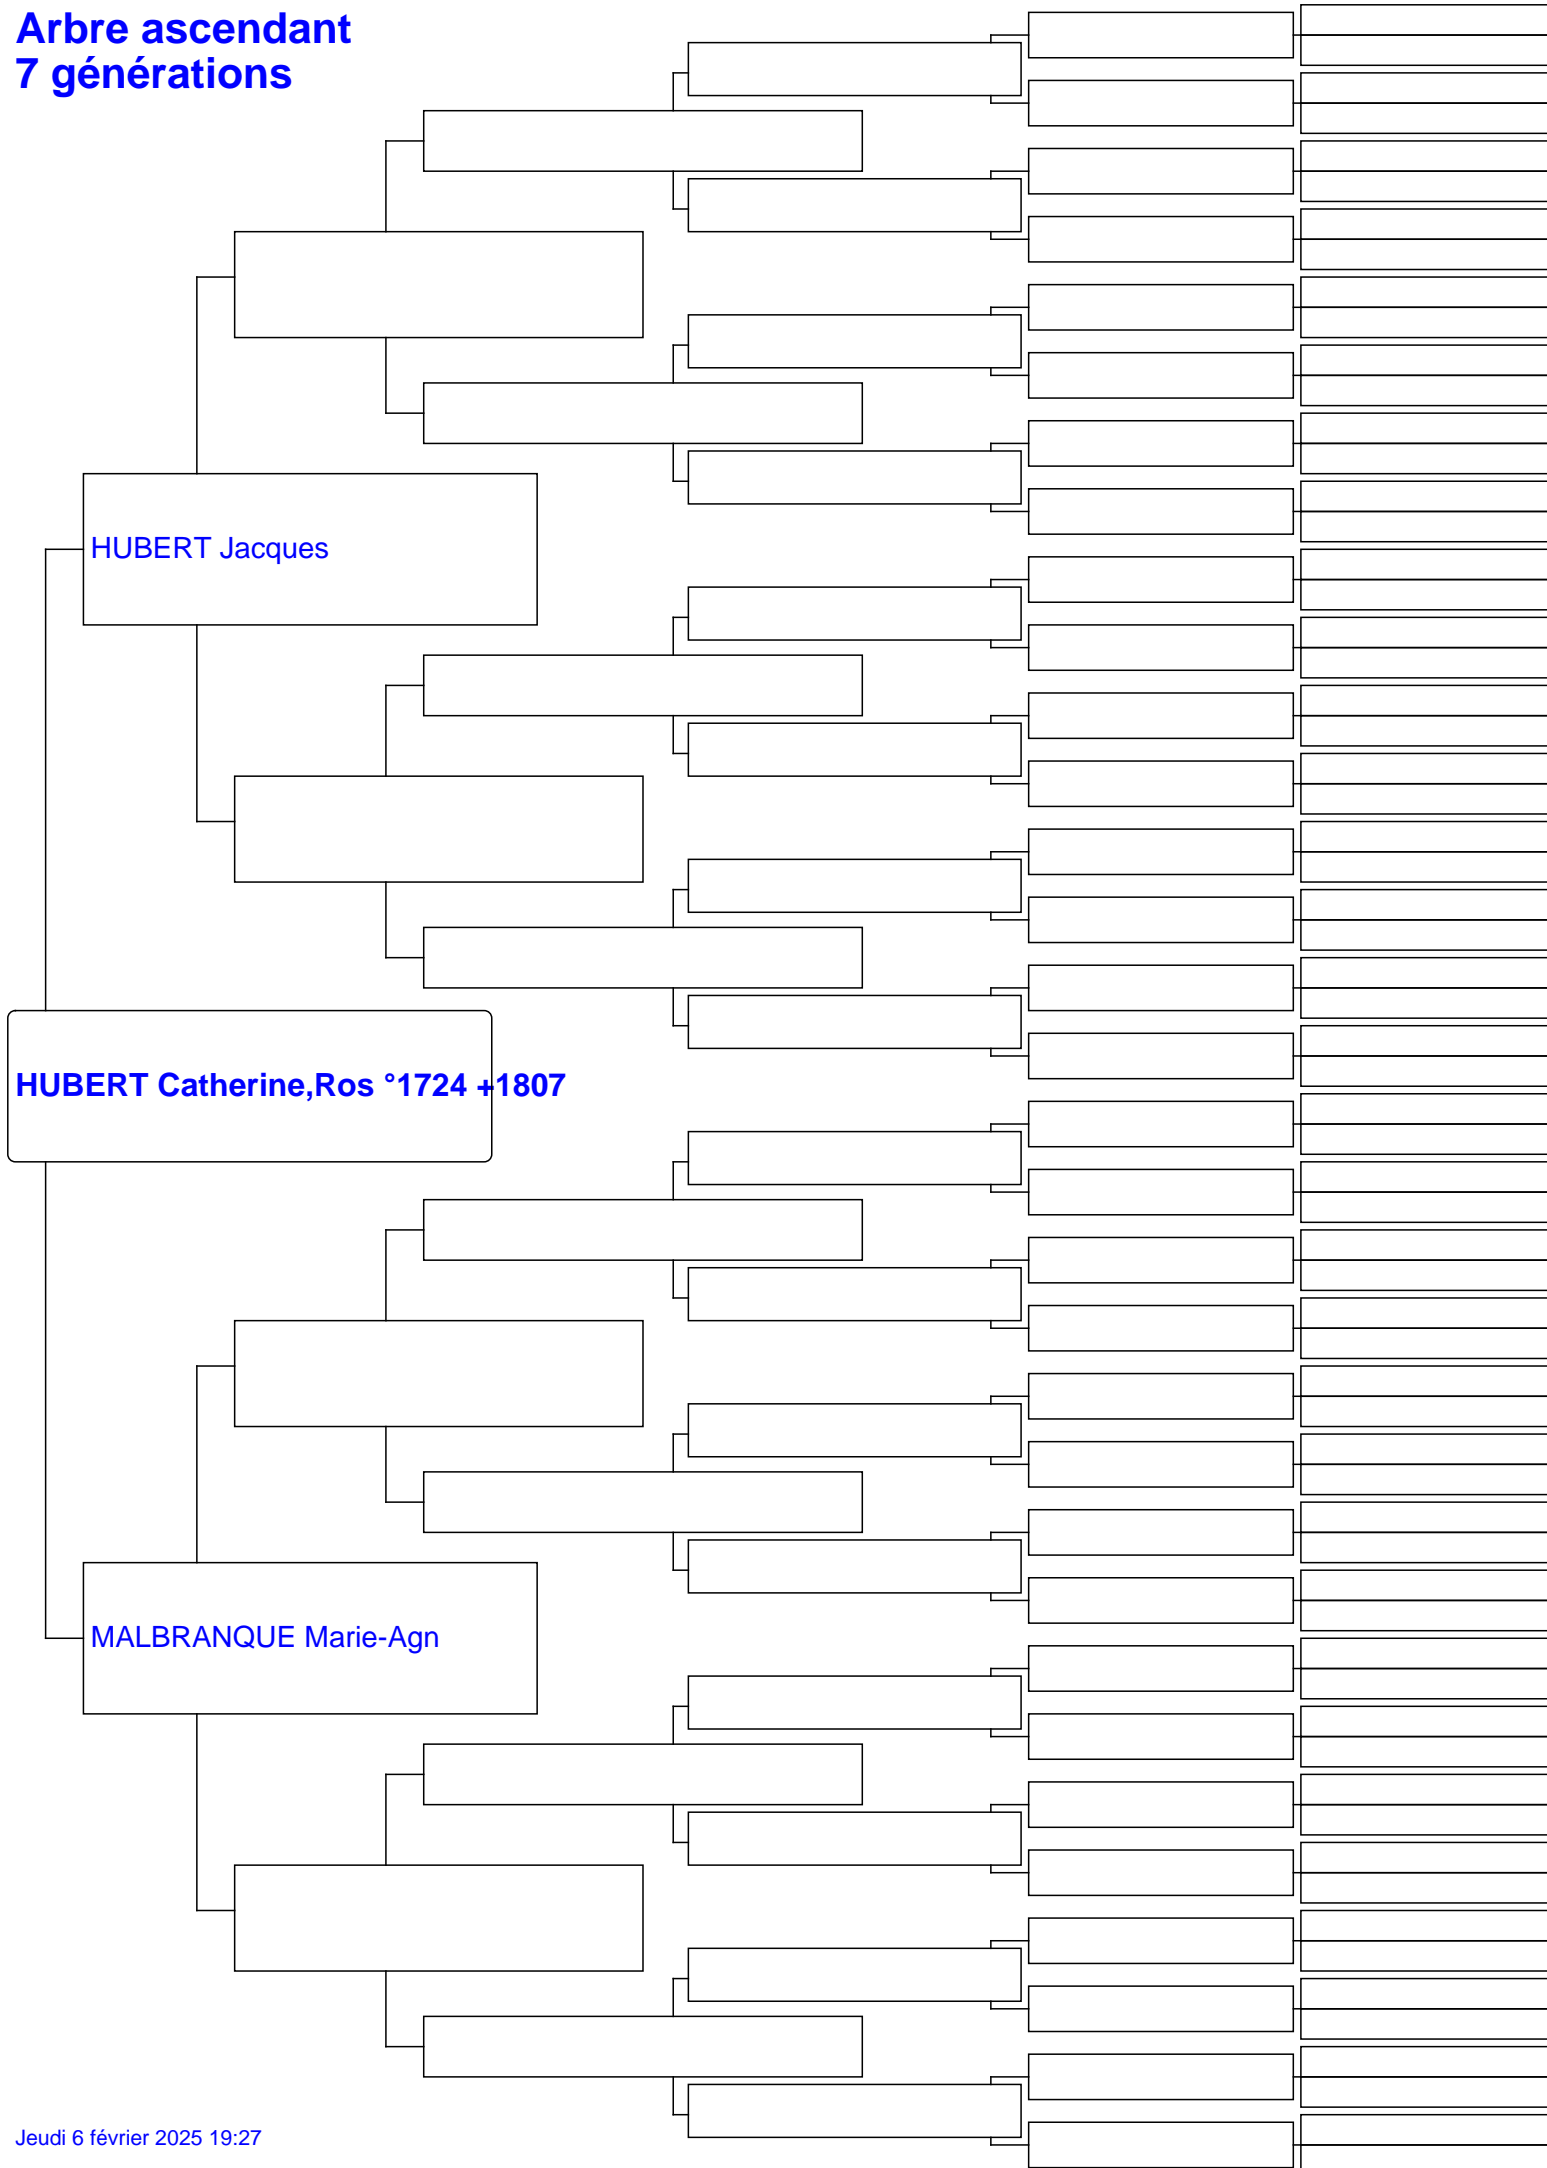 Arbre ascendant
7 générations
HUBERT Jacques
HUBERT Catherine,Ros °1724 +1807
MALBRANQUE Marie-Agn
Jeudi 6 février 2025 19:27